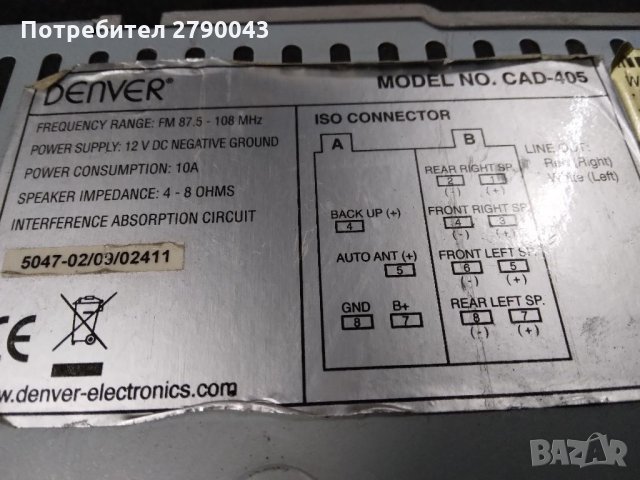 Потребител 2790043
DENVER®
MODEL NO. CAD-405
FREQUENCY RANGE: FM 87.5 - 108 MHz
POWER SUPPLY: 12 V DC NEGATIVE GROUND
POWER CONSUMPTION: 10A
SPEAKER IMPEDANCE: 4 - 8 OHMS
INTERFERENCE ABSORPTION CIRCUIT
5047-02/09/02411
CE
www.denver-electronics.com
ISO CONNECTOR
A
B
LINE OUT:
Red (Right)
White (Left)
REAR RIGHT SP.
2 1
(-) (+)
BACK UP (+)
4
FRONT RIGHT SP.
4 3
(-) (+)
AUTO ANT (+)
5
FRONT LEFT SP.
6 5
(-) (+)
GND B+
8 7
REAR LEFT SP.
8 7
(-) (+)
BAZAR